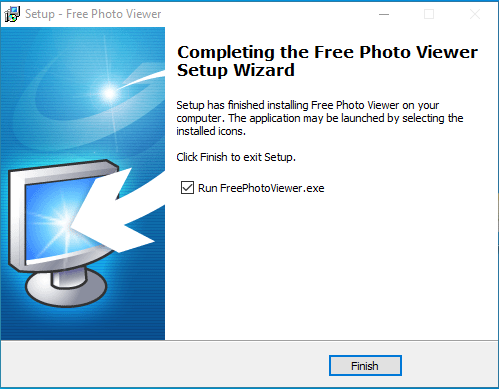 Setup - Free Photo Viewer
Completing the Free Photo Viewer
Setup Wizard
Setup has finished installing Free Photo Viewer on your
computer. The application may be launched by selecting the
installed icons.
Click Finish to exit Setup.
Run FreePhotoViewer.exe
Finish